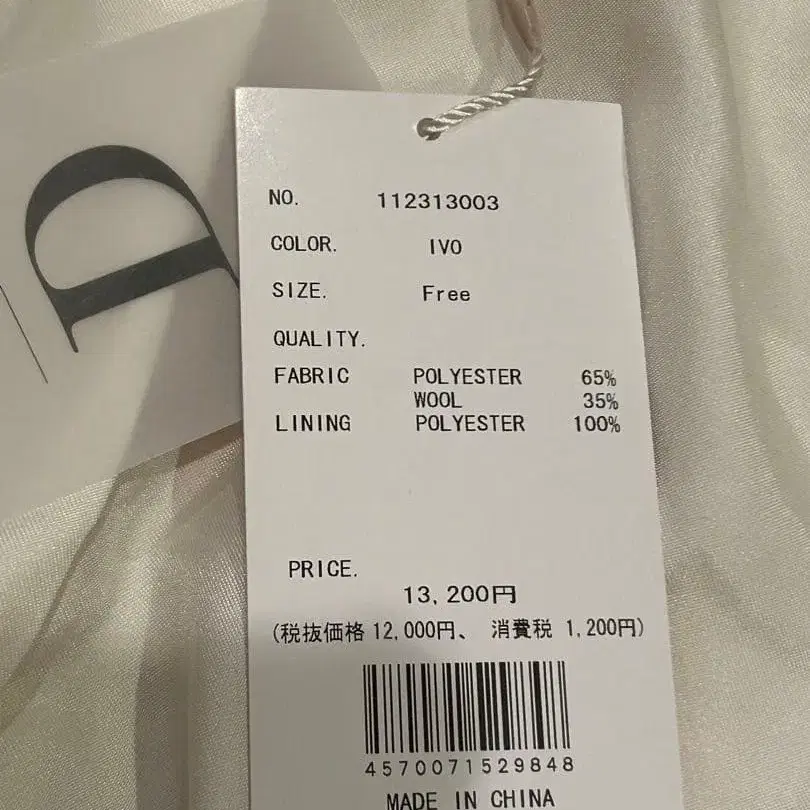 D
NO. 112313003
COLOR. IVO
SIZE. Free
QUALITY.
FABRIC POLYESTER 65%
WOOL 35%
LINING POLYESTER 100%
PRICE.
13,200円
(税抜価格 12,000円、 消費税 1,200円)
4570071529848
MADE IN CHINA